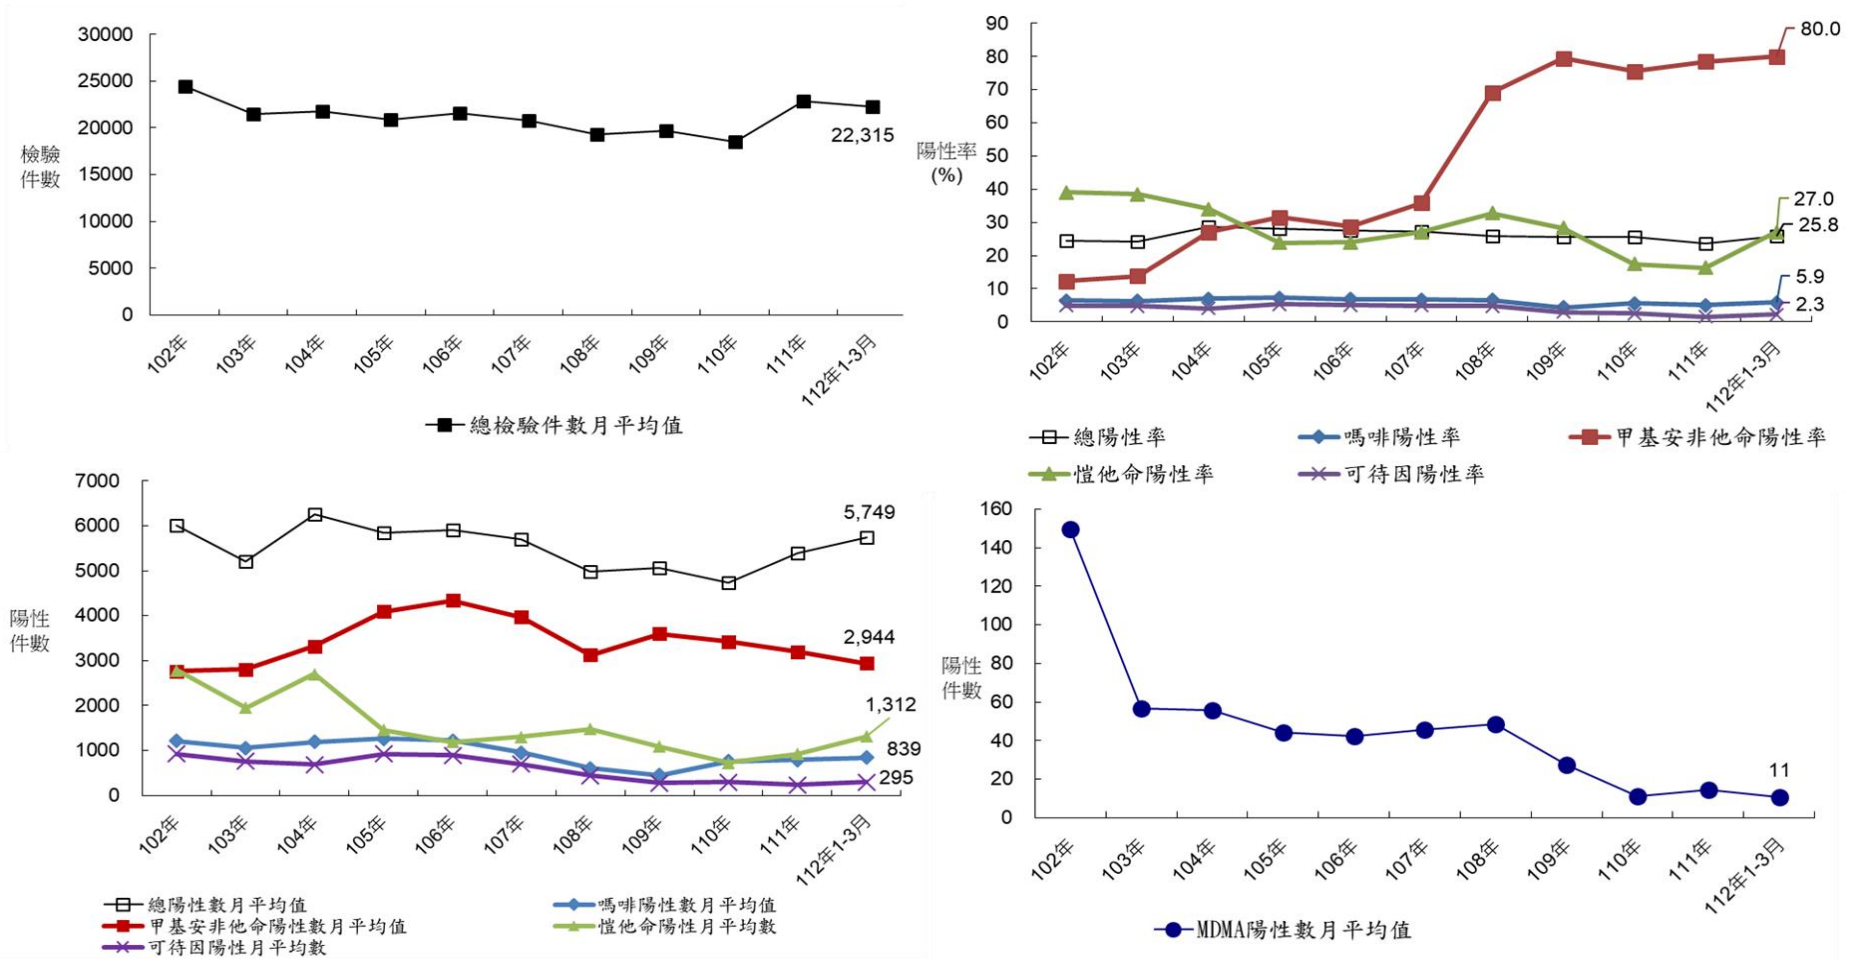 30000
25000
20000
15000
10000
5000
0
檢驗
件數
22,315
102年
103年
104年
105年
106年
107年
108年
109年
110年
111年
112年1-3月
總檢驗件數月平均值
90
80
70
60
50
40
30
20
10
0
陽性率
(%)
80.0
27.0
25.8
5.9
2.3
102年
103年
104年
105年
106年
107年
108年
109年
110年
111年
112年1-3月
總陽性率
嗎啡陽性率
甲基安非他命陽性率
愷他命陽性率
可待因陽性率
7000
6000
5000
4000
3000
2000
1000
0
陽性
件數
5,749
2,944
1,312
839
295
102年
103年
104年
105年
106年
107年
108年
109年
110年
111年
112年1-3月
總陽性數月平均值
嗎啡陽性數月平均值
甲基安非他命陽性數月平均值
愷他命陽性月平均數
可待因陽性月平均數
160
140
120
100
80
60
40
20
0
陽性
件數
11
102年
103年
104年
105年
106年
107年
108年
109年
110年
111年
112年1-3月
MDMA陽性數月平均值